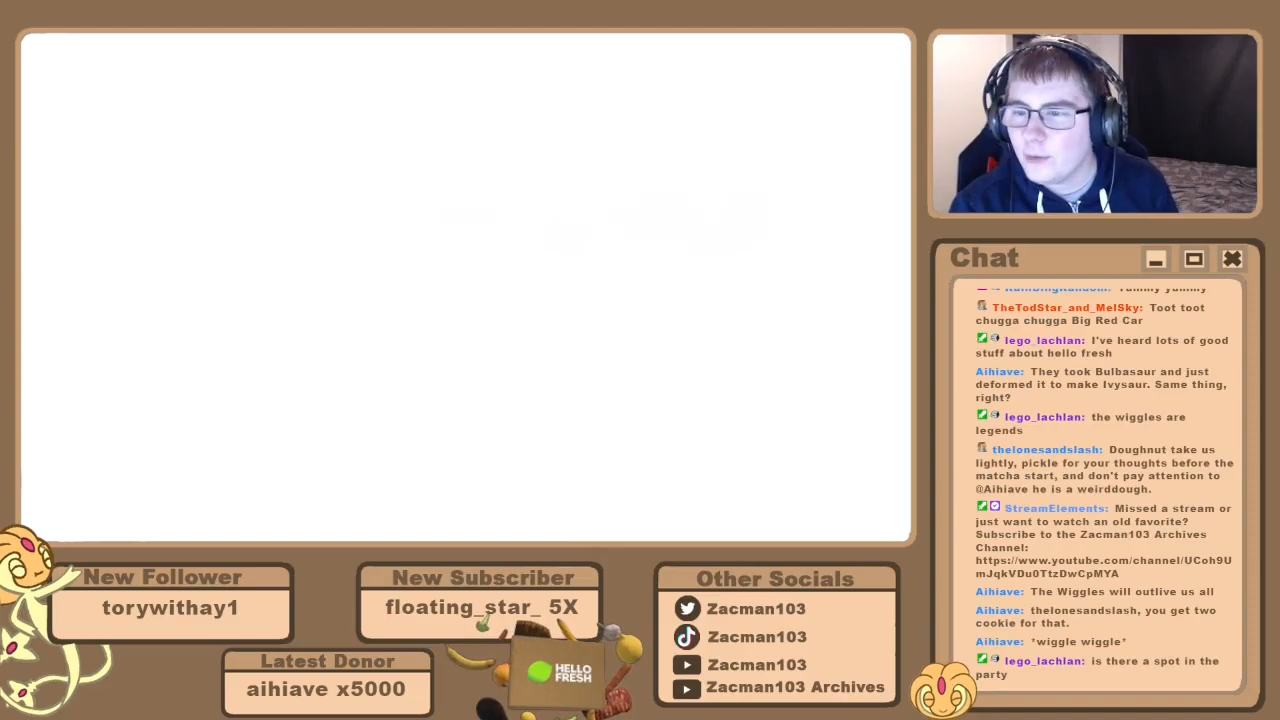 Chat
TheTodStar_and_MelSky: Toot toot
chugga chugga Big Red Car
lego_lachlan: I've heard lots of good
stuff about hello fresh
Aihiave: They took Bulbasaur and just
deformed it to make Ivysaur. Same thing,
right?
lego_lachlan: the wiggles are
legends
thelonesandslash: Doughnut take us
lightly, pickle for your thoughts before the
matcha start, and don't pay attention to
@Aihiave he is a weirddough.
StreamElements: Missed a stream or
just want to watch an old favorite?
Subscribe to the Zacman103 Archives
Channel:
https://www.youtube.com/channel/UCoh9U
mJqkVDu0TtzDwCpMYA
Aihiave: The Wiggles will outlive us all
Aihiave: thelonesandslash, you get two
cookie for that.
Aihiave: *wiggle wiggle*
lego_lachlan: is there a spot in the
party
New Follower
torywithay1
New Subscriber
floating_star_ 5X
Latest Donor
aihiave x5000
HELLO
FRESH
Other Socials
Zacman103
Zacman103
Zacman103
Zacman103 Archives